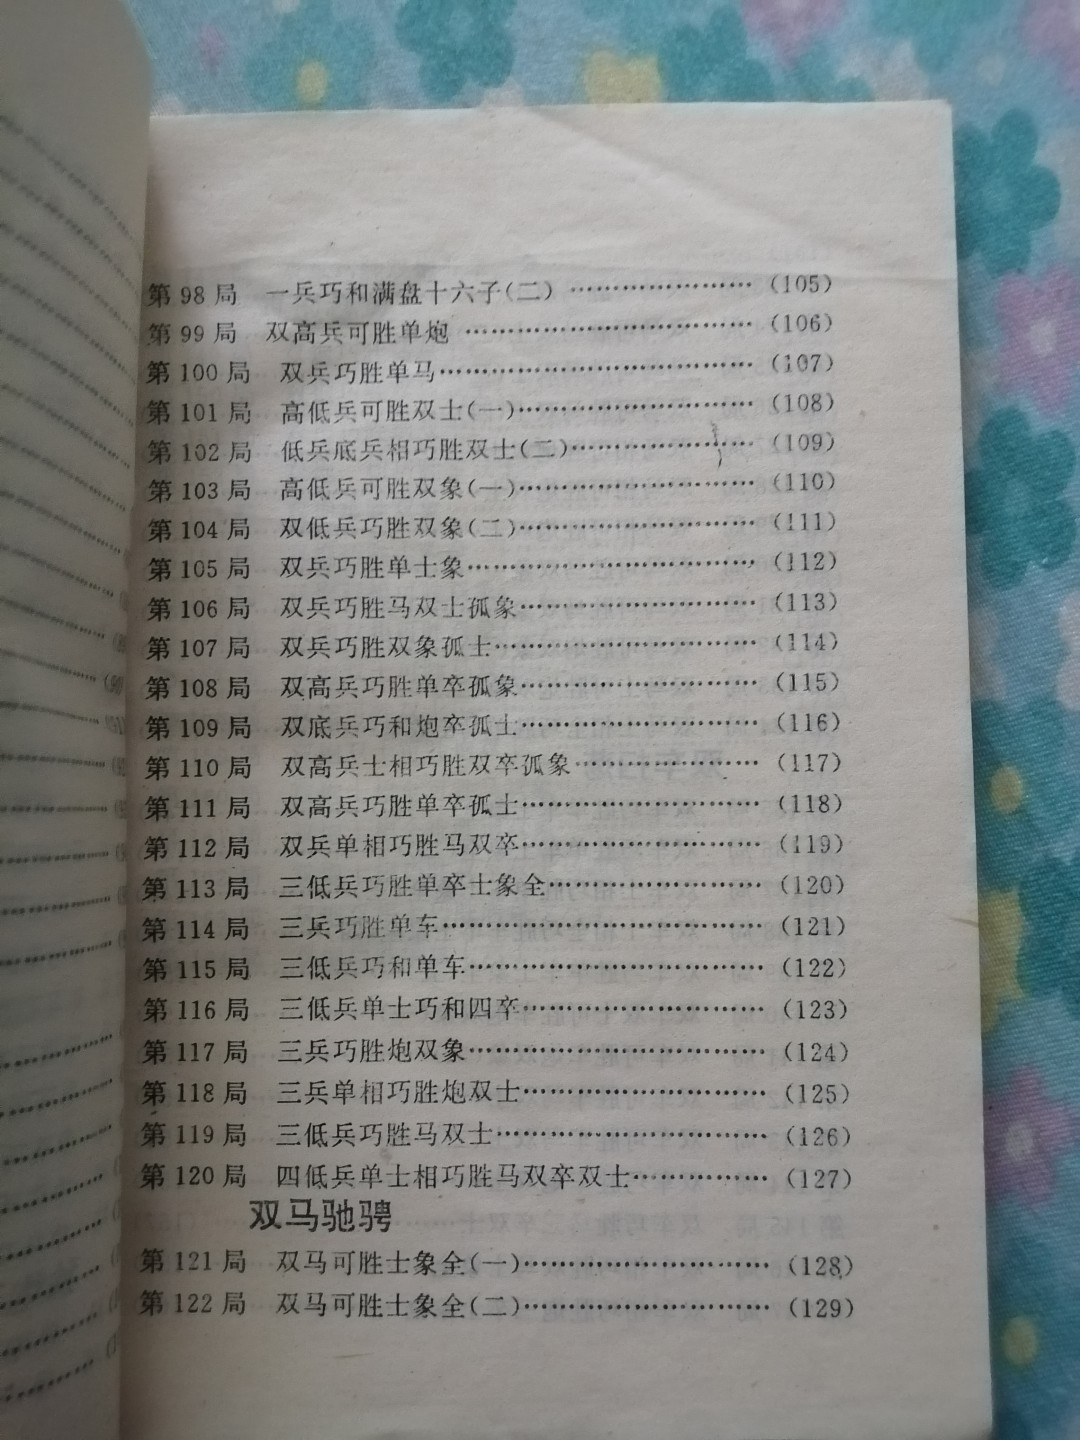 第 98 局 一兵巧和满盘十六子(二) ………………… (105)
第 99 局 双高兵可胜单炮 ………………………… (106)
第 100 局 双兵巧胜单马………………………… (107)
第 101 局 高低兵可胜双士(一)………………… (108)
第 102 局 低兵底兵相巧胜双士(二)…………… (109)
第 103 局 高低兵可胜双象(一)………………… (110)
第 104 局 双低兵巧胜双象(二)………………… (111)
第 105 局 双兵巧胜单士象……………………… (112)
第 106 局 双兵巧胜马双士孤象………………… (113)
第 107 局 双兵巧胜双象孤士…………………… (114)
第 108 局 双高兵巧胜单卒孤象………………… (115)
第 109 局 双底兵巧和炮卒孤士………………… (116)
第 110 局 双高兵士相巧胜双卒孤象…………… (117)
第 111 局 双高兵巧胜单卒孤士………………… (118)
第 112 局 双兵单相巧胜马双卒………………… (119)
第 113 局 三低兵巧胜单卒士象全……………… (120)
第 114 局 三兵巧胜单车………………………… (121)
第 115 局 三低兵巧和单车……………………… (122)
第 116 局 三低兵单士巧和四卒………………… (123)
第 117 局 三兵巧胜炮双象……………………… (124)
第 118 局 三兵单相巧胜炮双士………………… (125)
第 119 局 三低兵巧胜马双士…………………… (126)
第 120 局 四低兵单士相巧胜马双卒双士……… (127)
双马驰骋
第 121 局 双马可胜士象全(一)………………… (128)
第 122 局 双马可胜士象全(二)………………… (129)